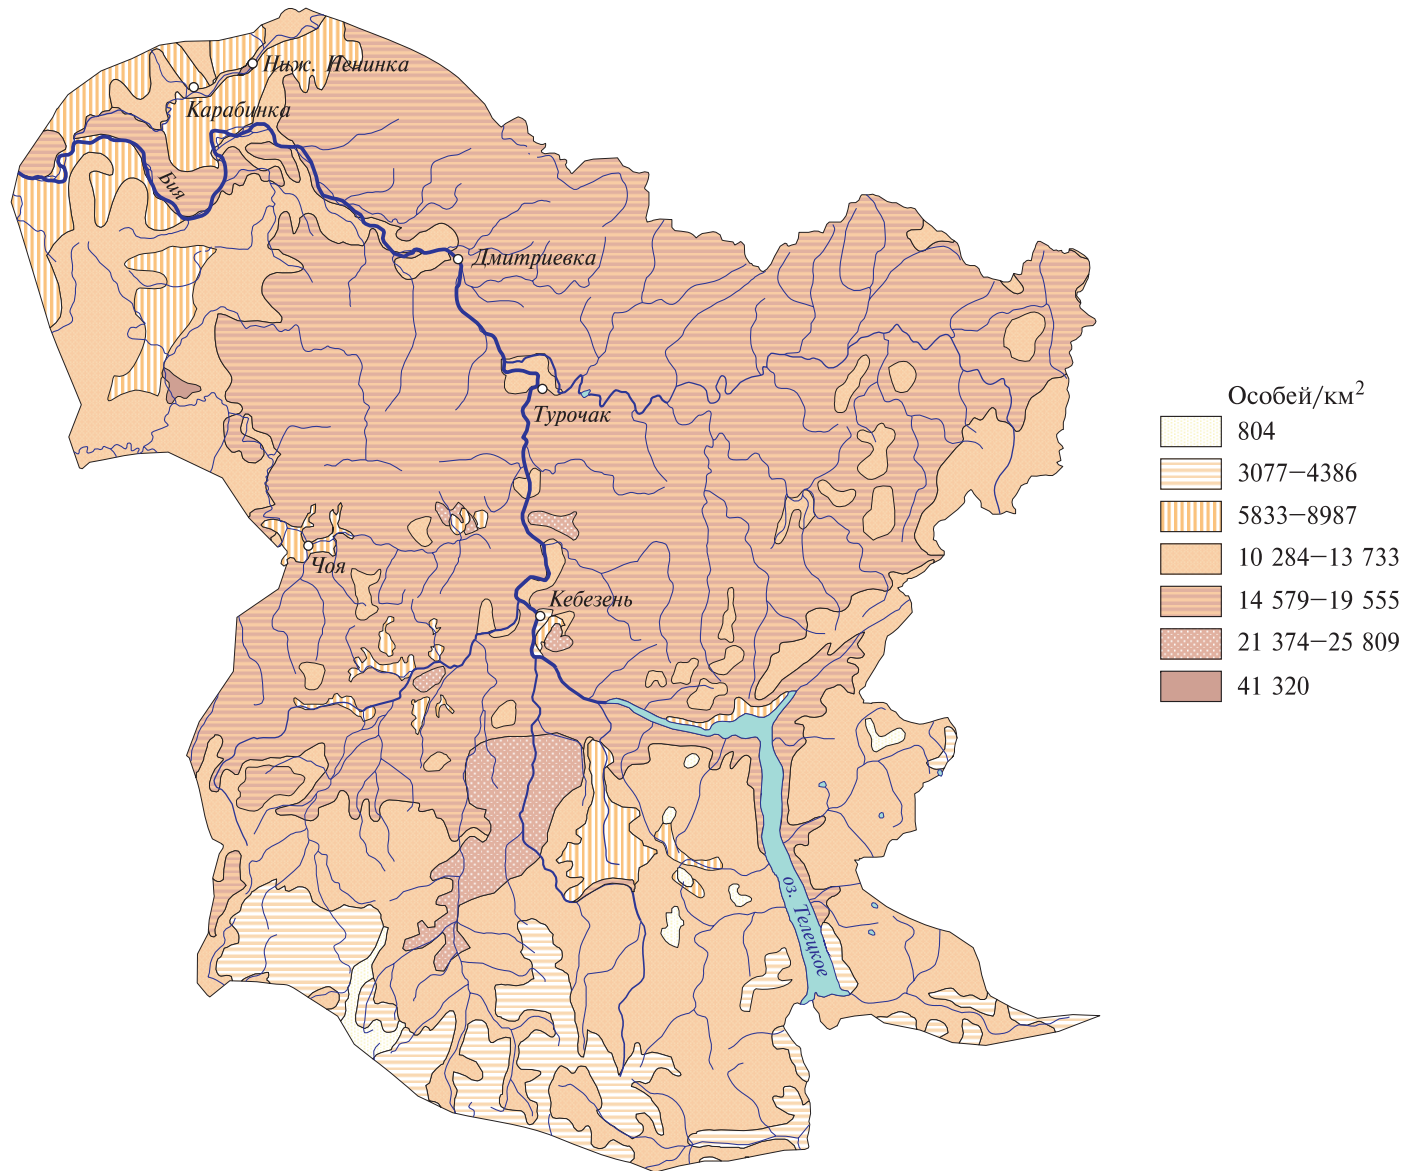 Ниж. Ненинка
Карабинка
Бия
Дмитриевка
Турочак
Чоя
Кебезень
оз. Телецкое
Особей/км²
804
3077–4386
5833–8987
10 284–13 733
14 579–19 555
21 374–25 809
41 320